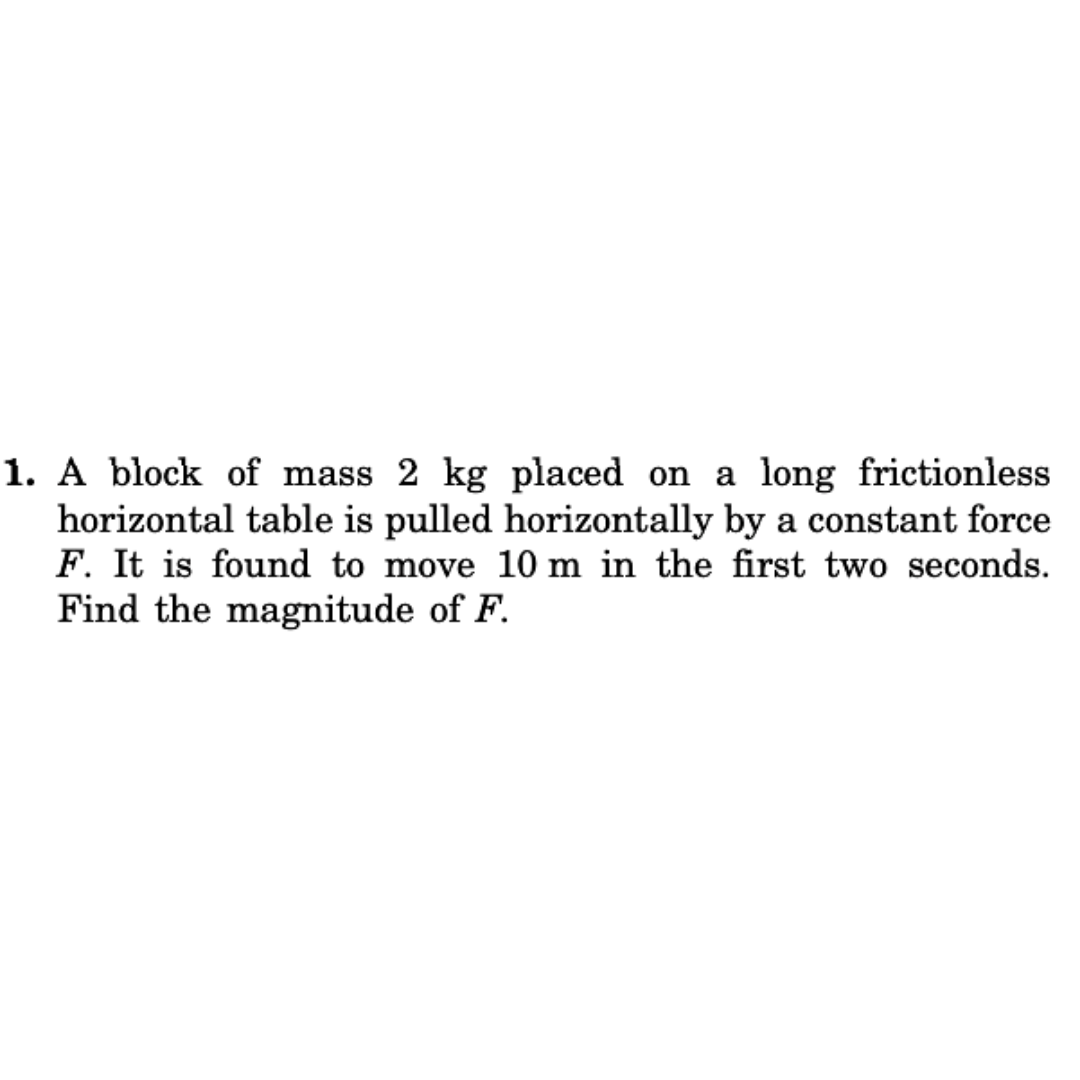 1. A block of mass 2 kg placed on a long frictionless
horizontal table is pulled horizontally by a constant force
F. It is found to move 10 m in the first two seconds.
Find the magnitude of F.